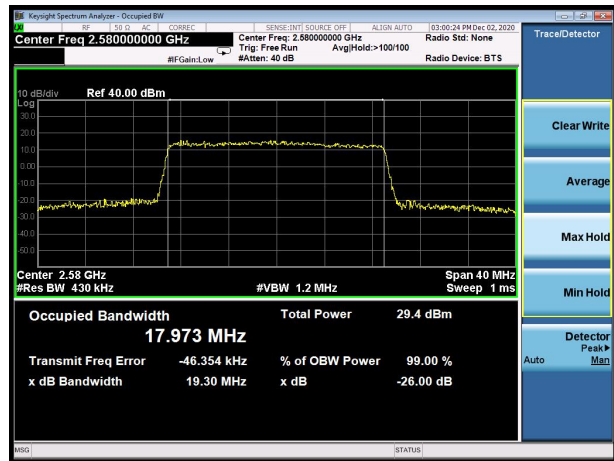 Keysight Spectrum Analyzer - Occupied BW
RF 50 Ω AC CORREC SENSE:INT SOURCE OFF ALIGN AUTO 03:00:24 PM Dec 02, 2020
Center Freq 2.580000000 GHz Center Freq: 2.580000000 GHz Radio Std: None
Trig: Free Run Avg|Hold:>100/100
#IFGain:Low #Atten: 40 dB Radio Device: BTS
Trace/Detector
10 dB/div Ref 40.00 dBm
Log
30.0
20.0
10.0
0.00
-10.0
-20.0
-30.0
-40.0
-50.0
Center 2.58 GHz Span 40 MHz
#Res BW 430 kHz #VBW 1.2 MHz Sweep 1 ms
Occupied Bandwidth Total Power 29.4 dBm
17.973 MHz
Transmit Freq Error -46.354 kHz % of OBW Power 99.00 %
x dB Bandwidth 19.30 MHz x dB -26.00 dB
Clear Write
Average
Max Hold
Min Hold
Detector
Peak▶
Auto Man
MSG STATUS